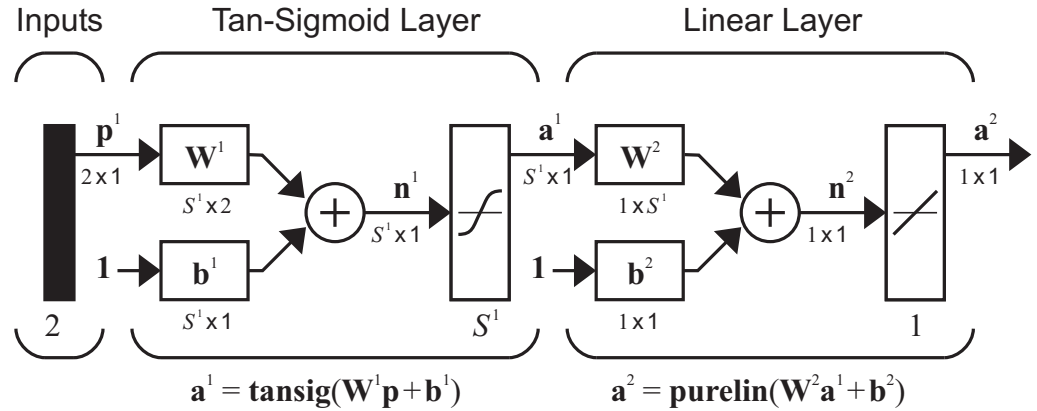 Inputs Tan-Sigmoid Layer Linear Layer
p¹ a¹ a²
W¹ W²
2 x 1 n¹ S¹ x 1 n² 1 x 1
S¹ x 2 1 x S¹
+ +
S¹ x 1 1 x 1
1 b¹ 1 b²
S¹ x 1 1 x 1
2 S¹ 1
a¹ = tansig(W¹p + b¹) a² = purelin(W²a¹ + b²)